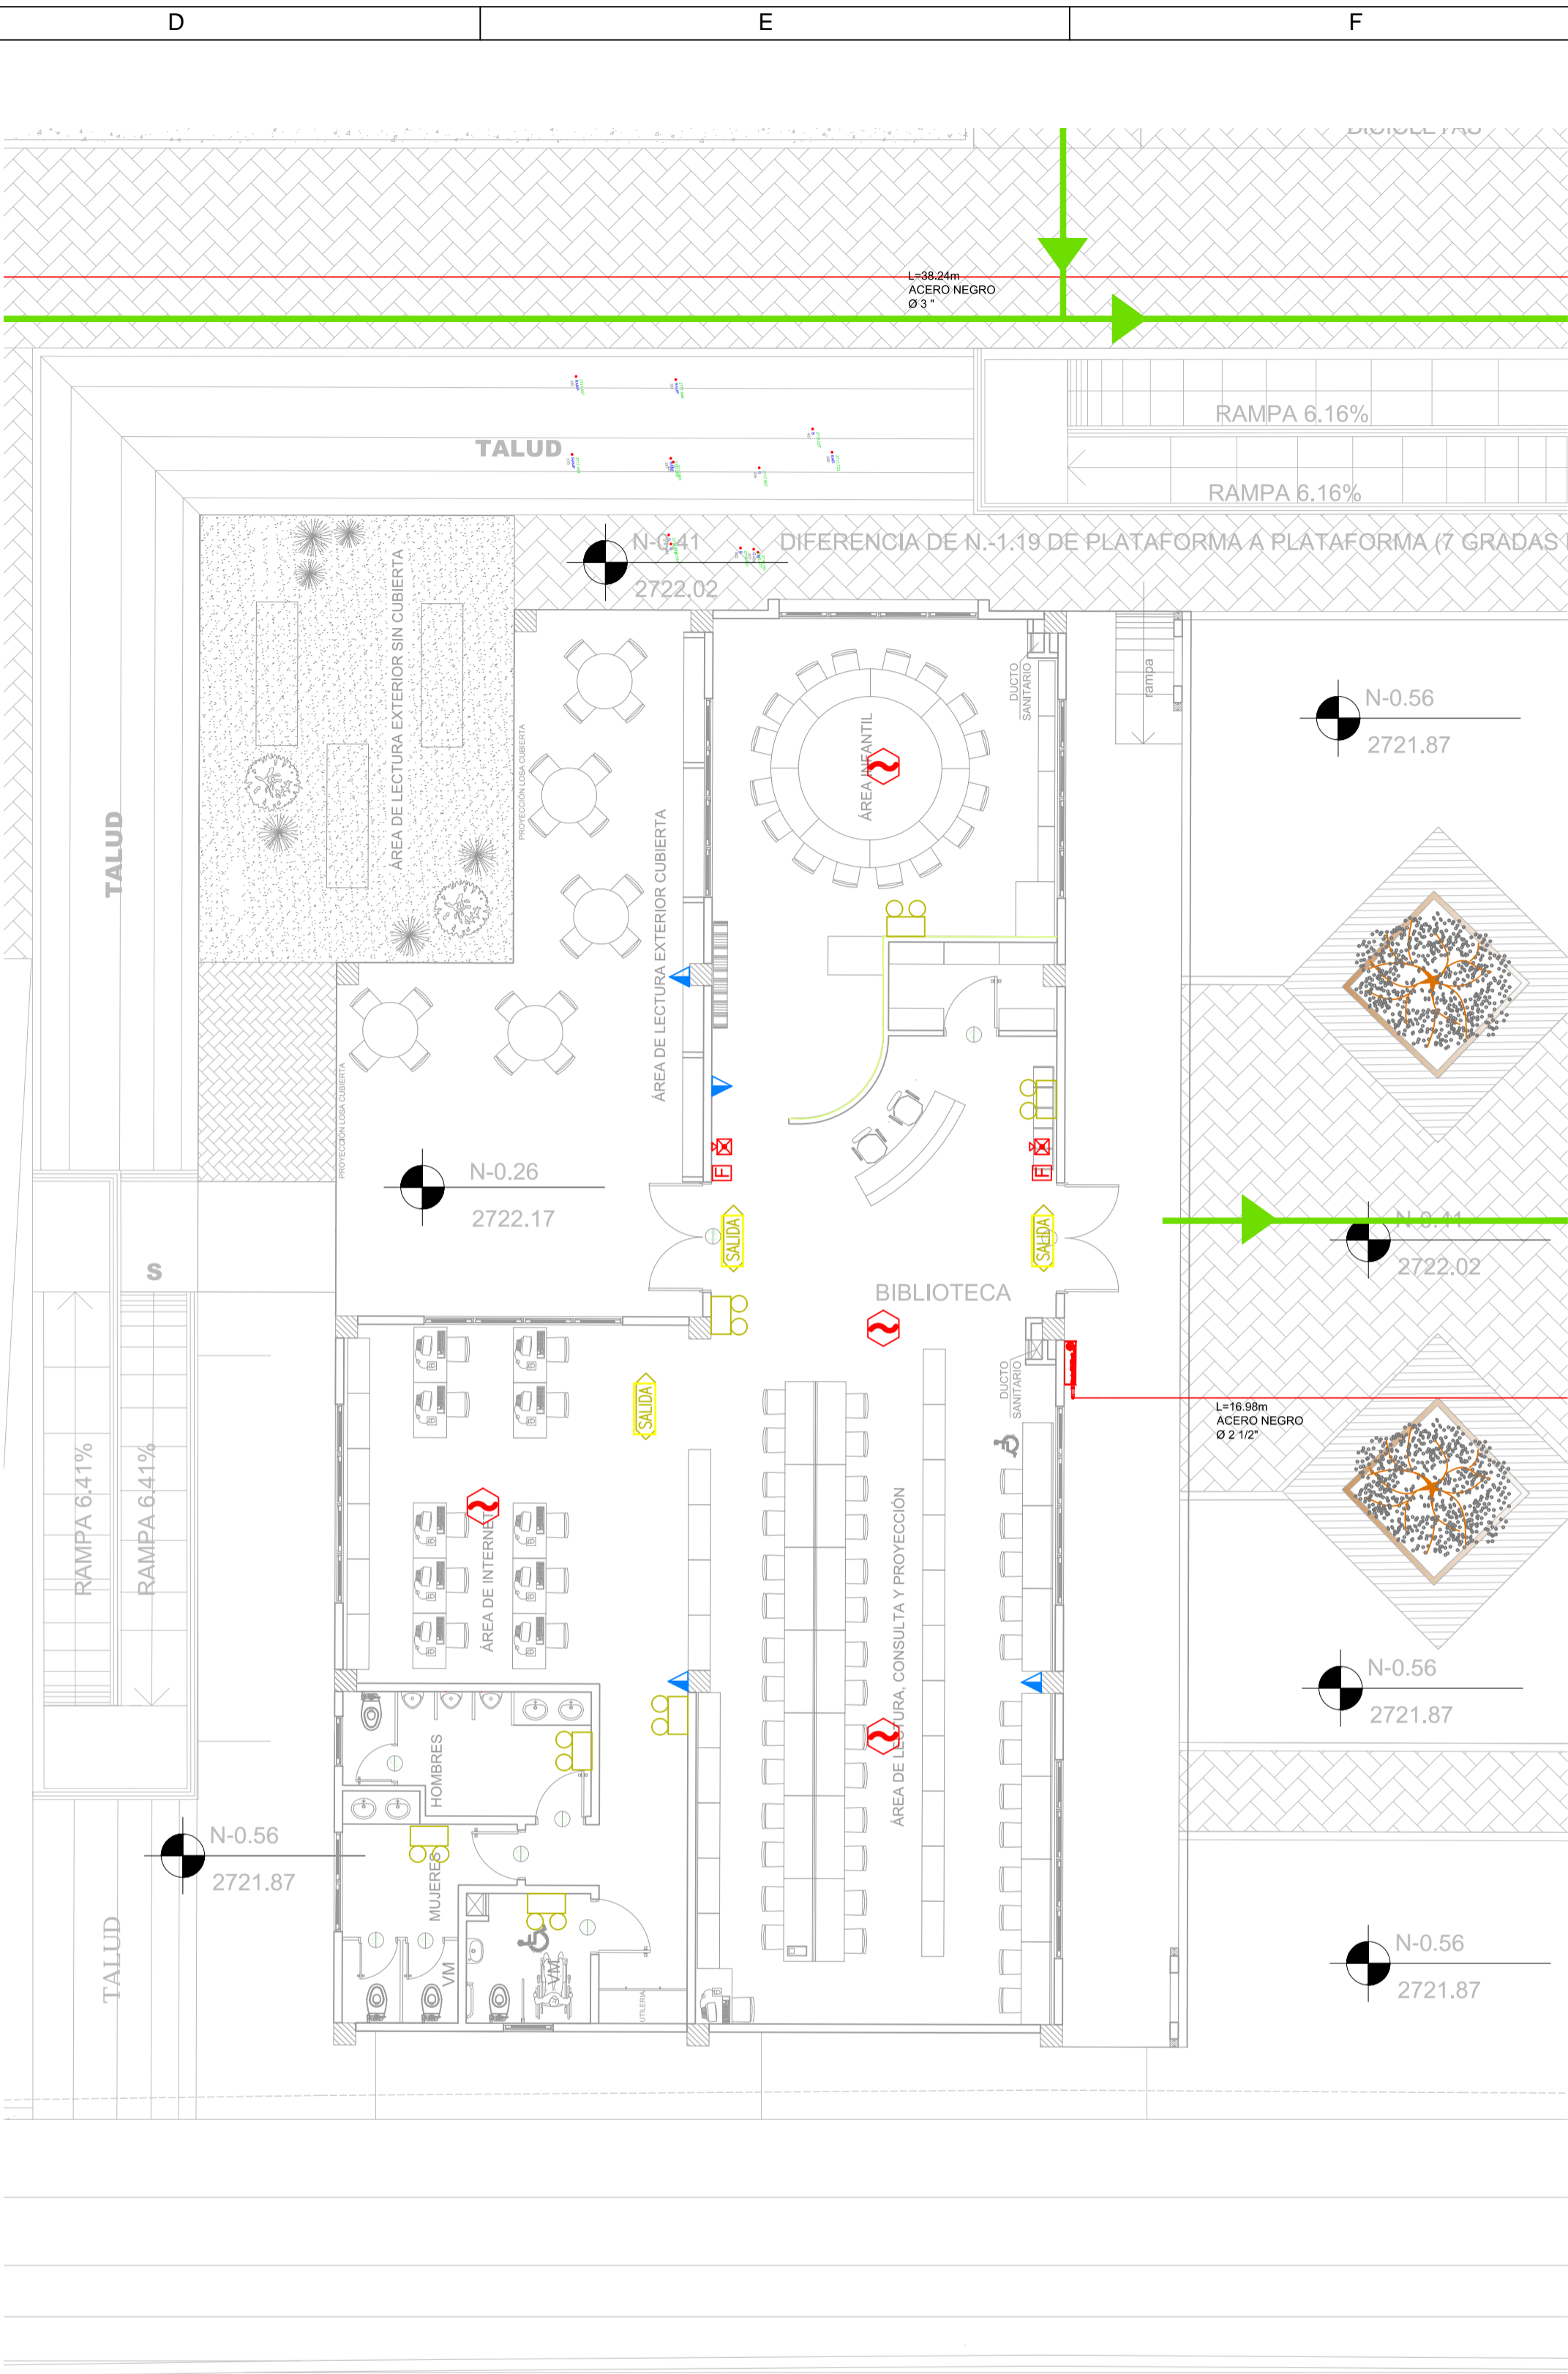 D
E
F
BICICLETAS
L=38.24m
ACERO NEGRO
Ø 3 "
RAMPA 6.16%
TALUD
RAMPA 6.16%
N-0.41
2722.02
DIFERENCIA DE N.-1.19 DE PLATAFORMA A PLATAFORMA (7 GRADAS
ÁREA DE LECTURA EXTERIOR SIN CUBIERTA
PROYECCIÓN LOSA CUBIERTA
ÁREA DE LECTURA EXTERIOR CUBIERTA
ÁREA INFANTIL
DUCTO
SANITARIO
rampa
N-0.56
2721.87
TALUD
PROYECCIÓN LOSA CUBIERTA
N-0.26
2722.17
F
F
SALIDA
SALIDA
N-0.41
2722.02
S
BIBLIOTECA
SALIDA
DUCTO
SANITARIO
L=16.98m
ACERO NEGRO
Ø 2 1/2"
RAMPA 6.41%
RAMPA 6.41%
ÁREA DE INTERNET
ÁREA DE LECTURA, CONSULTA Y PROYECCIÓN
N-0.56
2721.87
HOMBRES
N-0.56
2721.87
MUJERES
TALUD
VM
VM
UTILERIA
N-0.56
2721.87